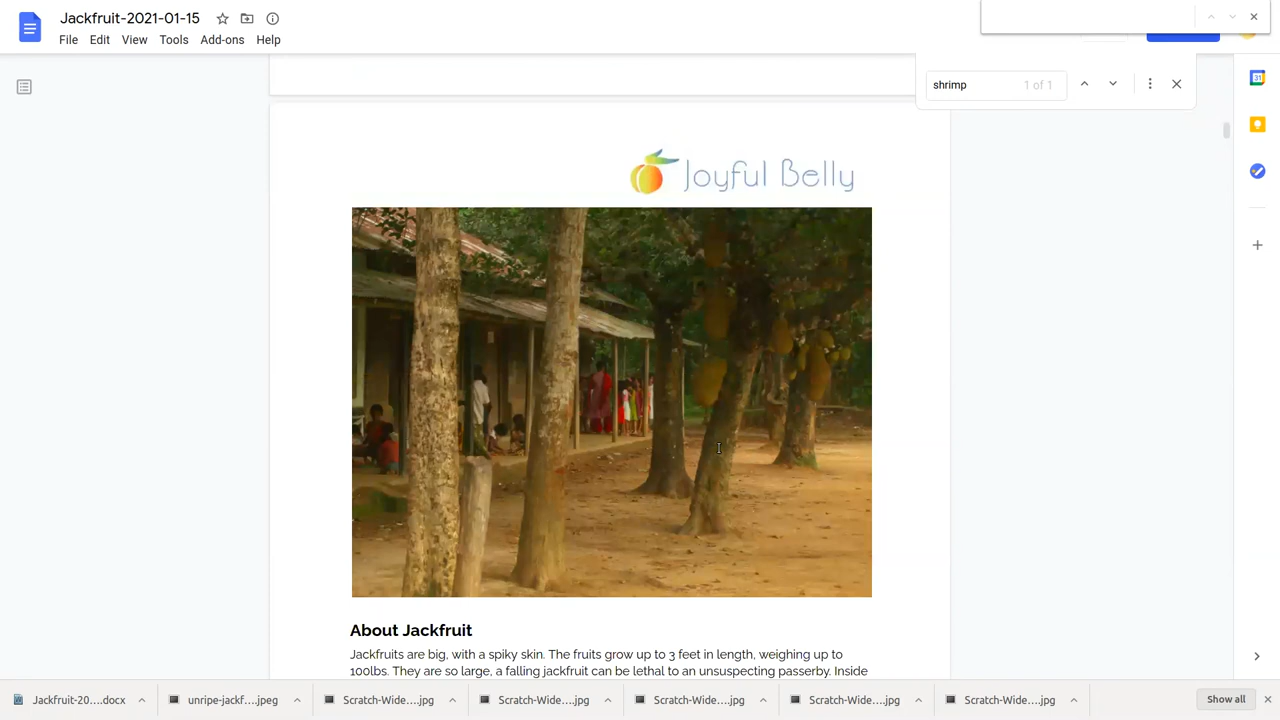 Jackfruit-2021-01-15
File Edit View Tools Add-ons Help
shrimp 1 of 1
31
Joyful Belly
About Jackfruit
Jackfruits are big, with a spiky skin. The fruits grow up to 3 feet in length, weighing up to
100lbs. They are so large, a falling jackfruit can be lethal to an unsuspecting passerby. Inside
Jackfruit-20....docx
unripe-jackf....jpeg
Scratch-Wide....jpg
Scratch-Wide....jpg
Scratch-Wide....jpg
Scratch-Wide....jpg
Scratch-Wide....jpg
Show all